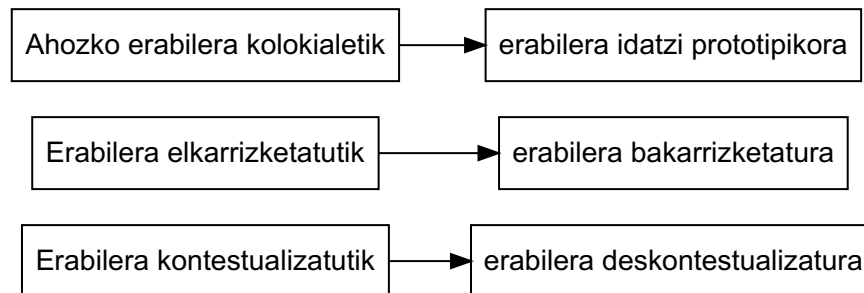 Ahozko erabilera kolokialetik
erabilera idatzi prototipikora
Erabilera elkarrizketatutik
erabilera bakarrizketatura
Erabilera kontestualizatutik
erabilera deskontestualizatura